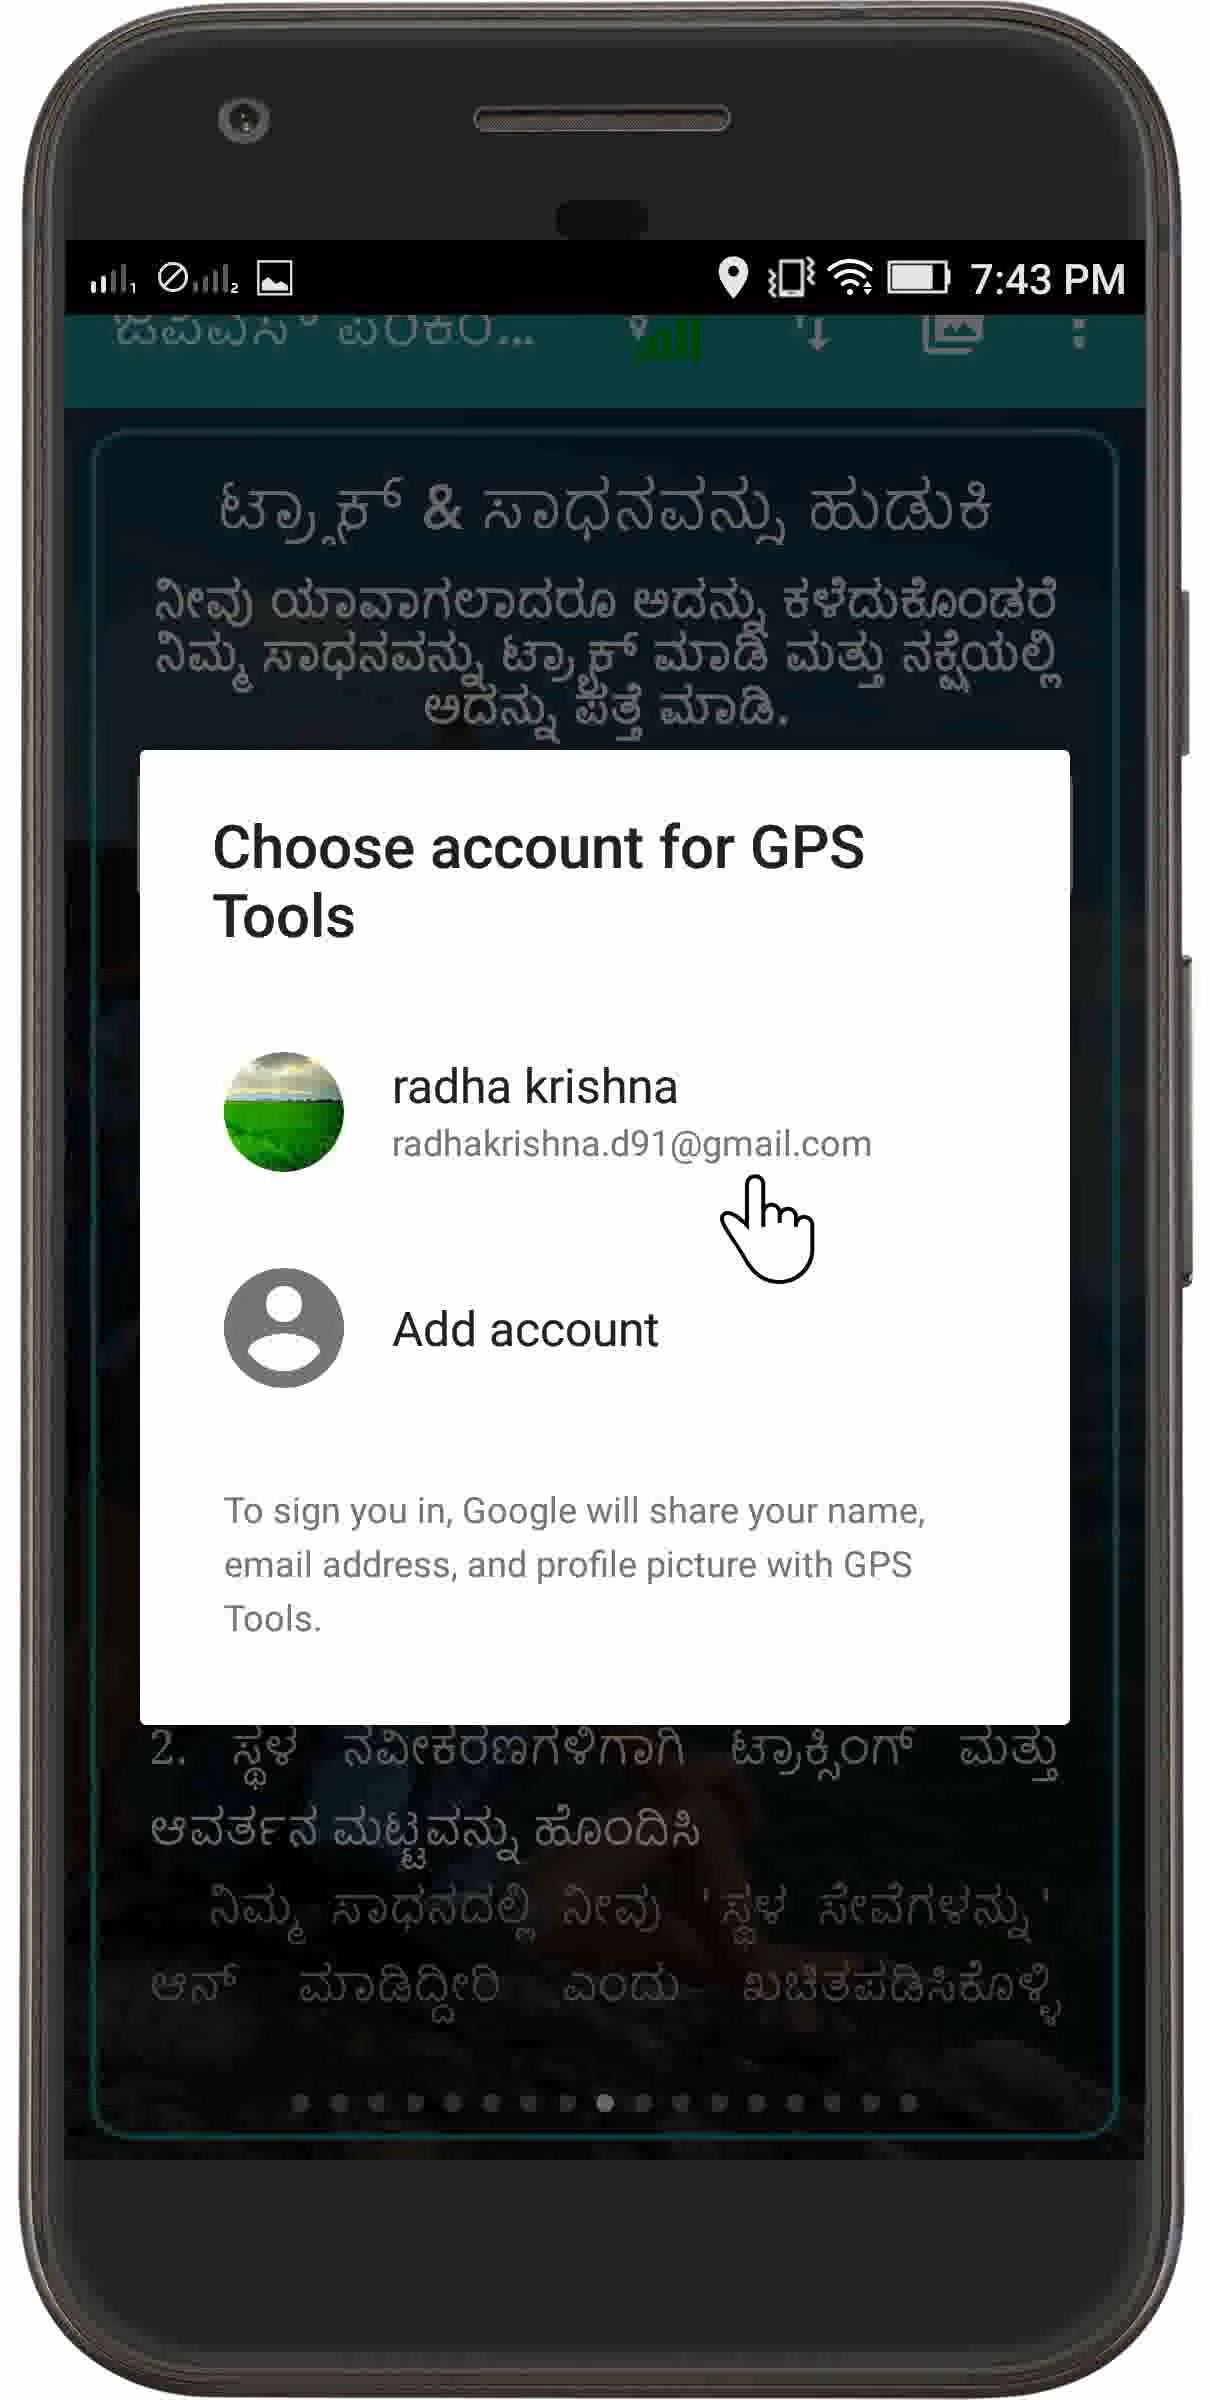 7:43 PM
ಜಿಪಿಎಸ್ ಪರಿಕರ...
ಟ್ರ್ಯಾಕ್ & ಸಾಧನವನ್ನು ಹುಡುಕಿ
ನೀವು ಯಾವಾಗಲಾದರೂ ಅದನ್ನು ಕಳೆದುಕೊಂಡರೆ
ನಿಮ್ಮ ಸಾಧನವನ್ನು ಟ್ರ್ಯಾಕ್ ಮಾಡಿ ಮತ್ತು ನಕ್ಷೆಯಲ್ಲಿ
ಅದನ್ನು ಪತ್ತೆ ಮಾಡಿ.
Choose account for GPS
Tools
radha krishna
radhakrishna.d91@gmail.com
Add account
To sign you in, Google will share your name,
email address, and profile picture with GPS
Tools.
2. ಸ್ಥಳ ನವೀಕರಣಗಳಿಗಾಗಿ ಟ್ರಾಕ್ಸಿಂಗ್ ಮತ್ತು
ಆವರ್ತನ ಮಟ್ಟವನ್ನು ಹೊಂದಿಸಿ
ನಿಮ್ಮ ಸಾಧನದಲ್ಲಿ ನೀವು 'ಸ್ಥಳ ಸೇವೆಗಳನ್ನು'
ಆನ್ ಮಾಡಿದ್ದೀರಿ ಎಂದು ಖಚಿತಪಡಿಸಿಕೊಳ್ಳಿ